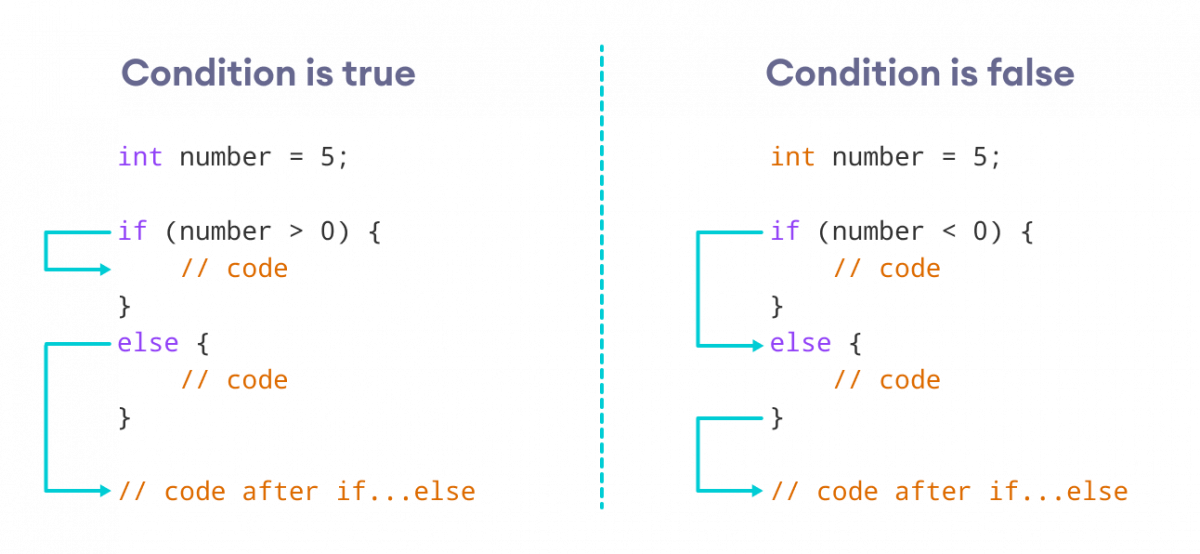 Condition is true
int number = 5;
if (number > 0) {
// code
}
else {
// code
}
// code after if...else
Condition is false
int number = 5;
if (number < 0) {
// code
}
else {
// code
}
// code after if...else